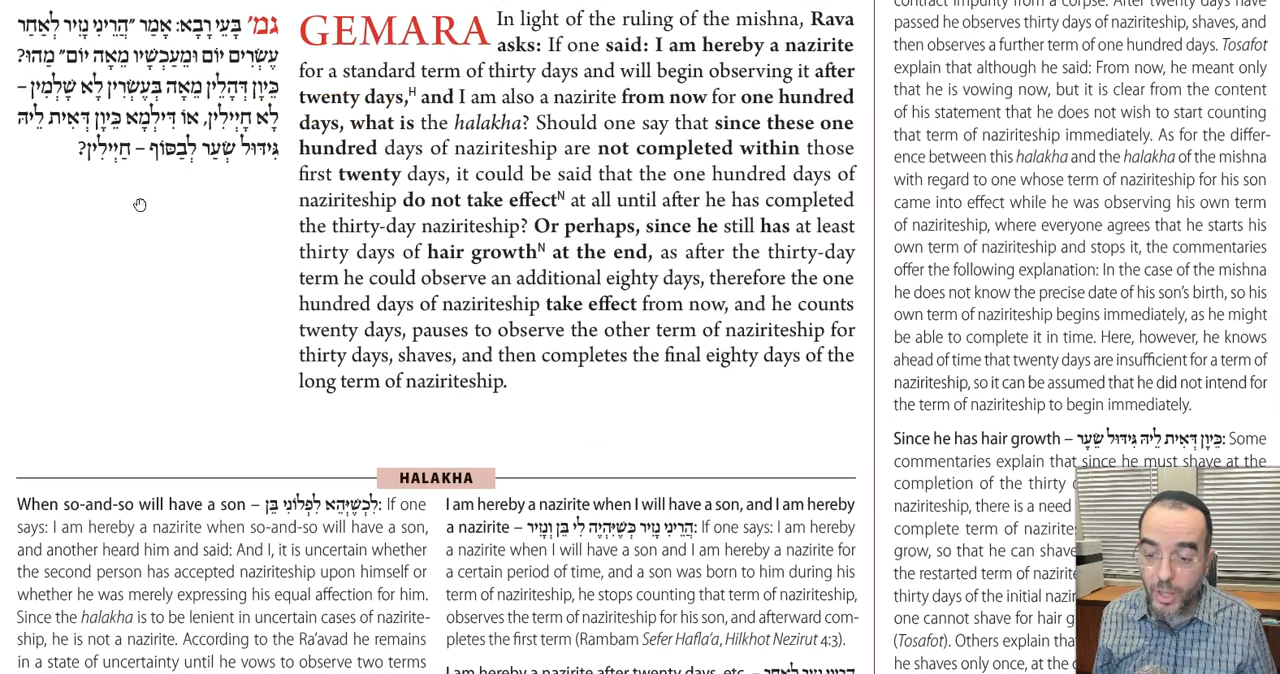 גמ׳ בָּעֵי רָבָא: אָמַר ״הֲרֵינִי נָזִיר לְאַחַר
עֶשְׂרִים יוֹם וּמֵעַכְשָׁיו מֵאָה יוֹם״ מַהוּ?
כֵּיוָן דְּהָלֵין מֵאָה בְּעֶשְׂרִין לָא שָׁלְמִין –
לָא חָיְילִין, אוֹ דִּילְמָא כֵּיוָן דְּאִית לֵיהּ
גִּידּוּל שֵׂעָר לְבַסּוֹף – חָיְילִין?
GEMARA In light of the ruling of the mishna, Rava
asks: If one said: I am hereby a nazirite
for a standard term of thirty days and will begin observing it after
twenty days,H and I am also a nazirite from now for one hundred
days, what is the halakha? Should one say that since these one
hundred days of naziriteship are not completed within those
first twenty days, it could be said that the one hundred days of
naziriteship do not take effectN at all until after he has completed
the thirty-day naziriteship? Or perhaps, since he still has at least
thirty days of hair growthN at the end, as after the thirty-day
term he could observe an additional eighty days, therefore the one
hundred days of naziriteship take effect from now, and he counts
twenty days, pauses to observe the other term of naziriteship for
thirty days, shaves, and then completes the final eighty days of the
long term of naziriteship.
HALAKHA
When so-and-so will have a son – לִכְשֶׁיְּהֵא לִפְלוֹנִי בֵּן: If one
says: I am hereby a nazirite when so-and-so will have a son,
and another heard him and said: And I, it is uncertain whether
the second person has accepted naziriteship upon himself or
whether he was merely expressing his equal affection for him.
Since the halakha is to be lenient in uncertain cases of nazirite-
ship, he is not a nazirite. According to the Ra'avad he remains
in a state of uncertainty until he vows to observe two terms
I am hereby a nazirite when I will have a son, and I am hereby
a nazirite – הֲרֵינִי נָזִיר כְּשֶׁיִּהְיֶה לִי בֵּן וְנָזִיר: If one says: I am hereby
a nazirite when I will have a son and I am hereby a nazirite for
a certain period of time, and a son was born to him during his
term of naziriteship, he stops counting that term of naziriteship,
observes the term of naziriteship for his son, and afterward com-
pletes the first term (Rambam Sefer Hafla'a, Hilkhot Nezirut 4:3).
I am hereby a nazirite after twenty days, etc. – הֲרֵינִי נָזִיר לְאַחַר
contract impurity from a corpse. After twenty days have
passed he observes thirty days of naziriteship, shaves, and
then observes a further term of one hundred days. Tosafot
explain that although he said: From now, he meant only
that he is vowing now, but it is clear from the content
of his statement that he does not wish to start counting
that term of naziriteship immediately. As for the differ-
ence between this halakha and the halakha of the mishna
with regard to one whose term of naziriteship for his son
came into effect while he was observing his own term
of naziriteship, where everyone agrees that he starts his
own term of naziriteship and stops it, the commentaries
offer the following explanation: In the case of the mishna
he does not know the precise date of his son's birth, so his
own term of naziriteship begins immediately, as he might
be able to complete it in time. Here, however, he knows
ahead of time that twenty days are insufficient for a term of
naziriteship, so it can be assumed that he did not intend for
the term of naziriteship to begin immediately.
Since he has hair growth – כֵּיוָן דְּאִית לֵיהּ גִּידּוּל שֵׂעָר: Some
commentaries explain that since he must shave at the
completion of the thirty
naziriteship, there is a need
complete term of
grow, so that he can shave
the restarted term of
thirty days of the initial
one cannot shave for hair
(Tosafot). Others explain
he shaves only once, at the